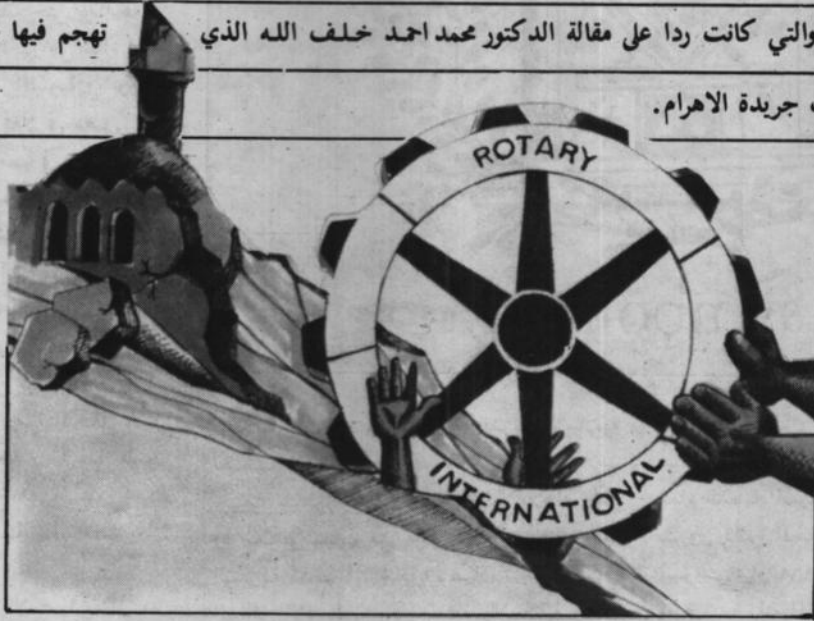 والتي كانت ردا على مقالة الدكتور محمد احمد خلف الله الذي تهجم فيها
جريدة الاهرام.
ROTARY
INTERNATIONAL